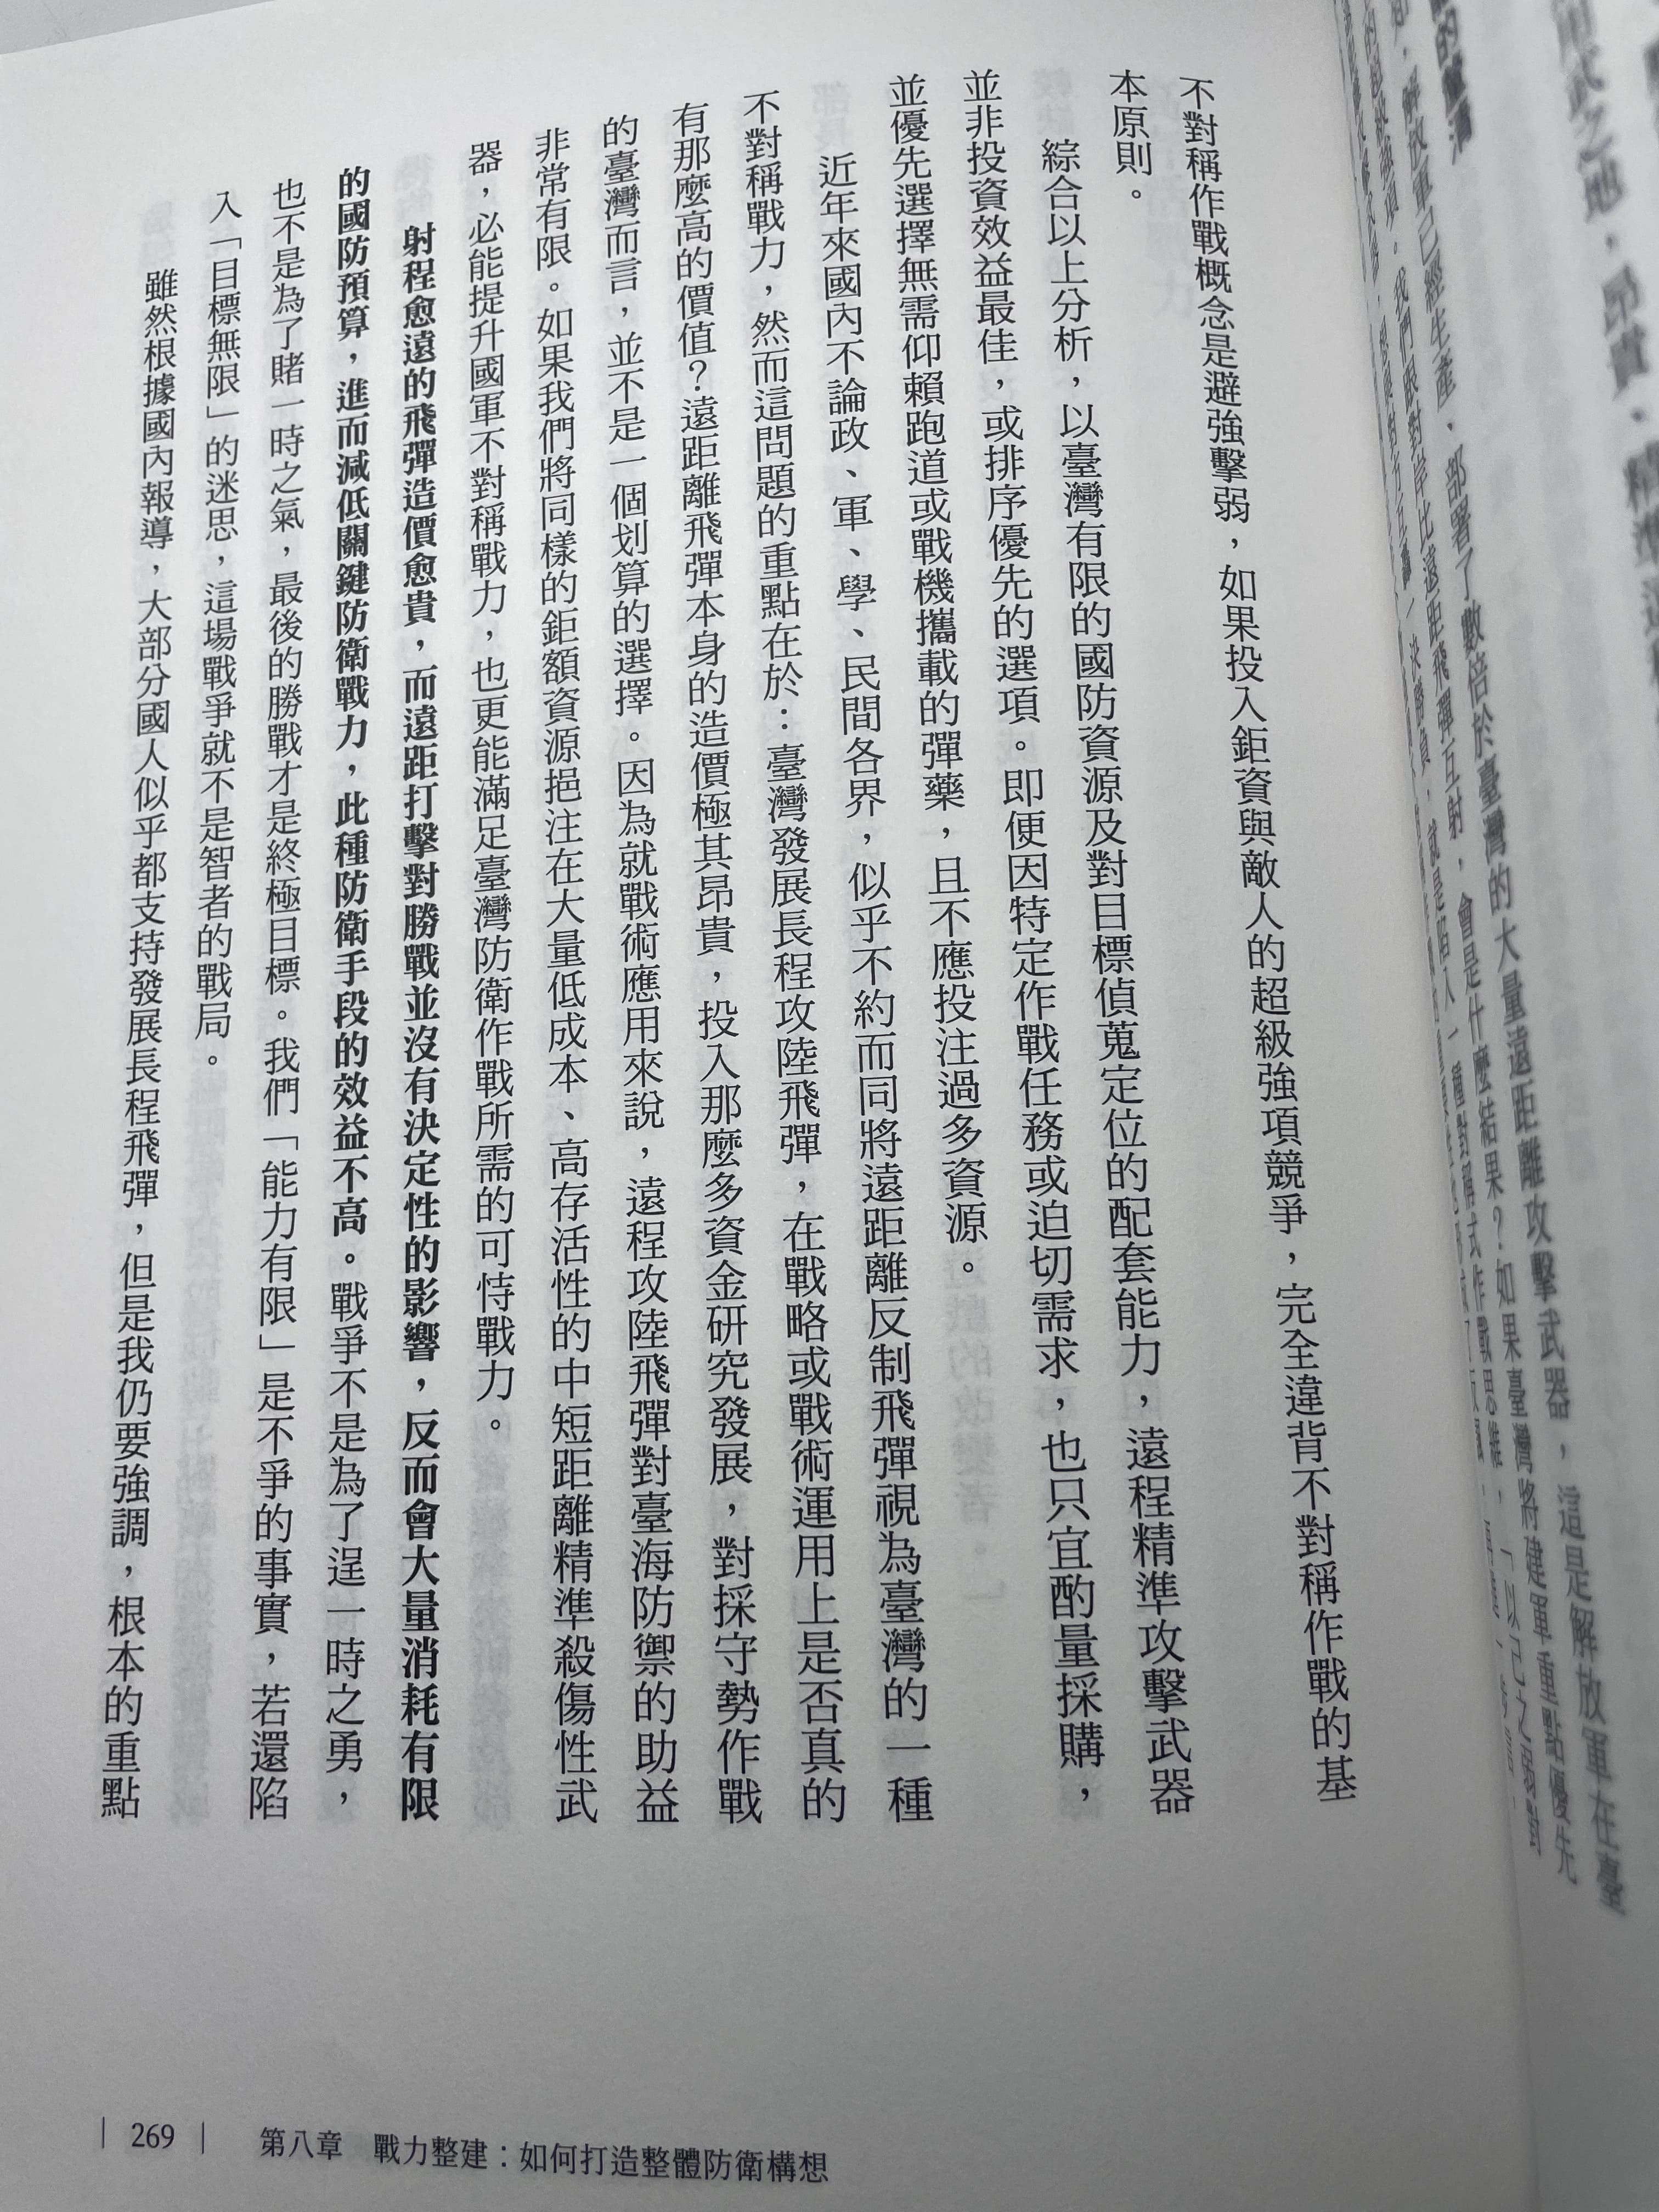 臺灣的大量遠距離攻擊武器，這是解放軍在臺
不對稱作戰概念是避強擊弱，如果投入鉅資與敵人的超級強項競爭，完全違背不對稱作戰的基
本原則。
綜合以上分析，以臺灣有限的國防資源及對目標偵蒐定位的配套能力，遠程精準攻擊武器
並非投資效益最佳，或排序優先的選項。即便因特定作戰任務或迫切需求，也只宜酌量採購，
並優先選擇無需仰賴跑道或戰機攜載的彈藥，且不應投注過多資源。
近年來國內不論政、軍、學、民間各界，似乎不約而同將遠距離反制飛彈視為臺灣的一種
不對稱戰力，然而這問題的重點在於：臺灣發展長程攻陸飛彈，在戰略或戰術運用上是否真的
有那麼高的價值？遠距離飛彈本身的造價極其昂貴，投入那麼多資金研究發展，對採守勢作戰
的臺灣而言，並不是一個划算的選擇。因為就戰術應用來說，遠程攻陸飛彈對臺海防禦的助益
非常有限。如果我們將同樣的鉅額資源挹注在大量低成本、高存活性的中短距離精準殺傷性武
器，必能提升國軍不對稱戰力，也更能滿足臺灣防衛作戰所需的可恃戰力。
射程愈遠的飛彈造價愈貴，而遠距打擊對勝戰並沒有決定性的影響，反而會大量消耗有限
的國防預算，進而減低關鍵防衛戰力，此種防衛手段的效益不高。戰爭不是為了逞一時之勇，
也不是為了賭一時之氣，最後的勝戰才是終極目標。我們「能力有限」是不爭的事實，若還陷
入「目標無限」的迷思，這場戰爭就不是智者的戰局。
雖然根據國內報導，大部分國人似乎都支持發展長程飛彈，但是我仍要強調，根本的重點
269
第八章　戰力整建：如何打造整體防衛構想